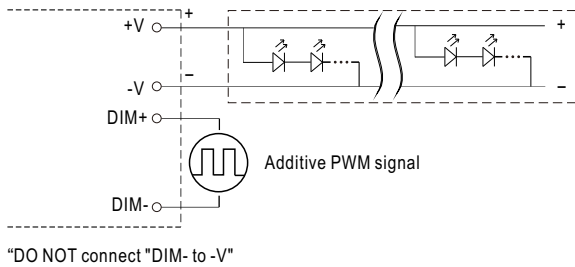 +V
+
-V
−
DIM+
DIM-
+
−
Additive PWM signal
“DO NOT connect "DIM- to -V"